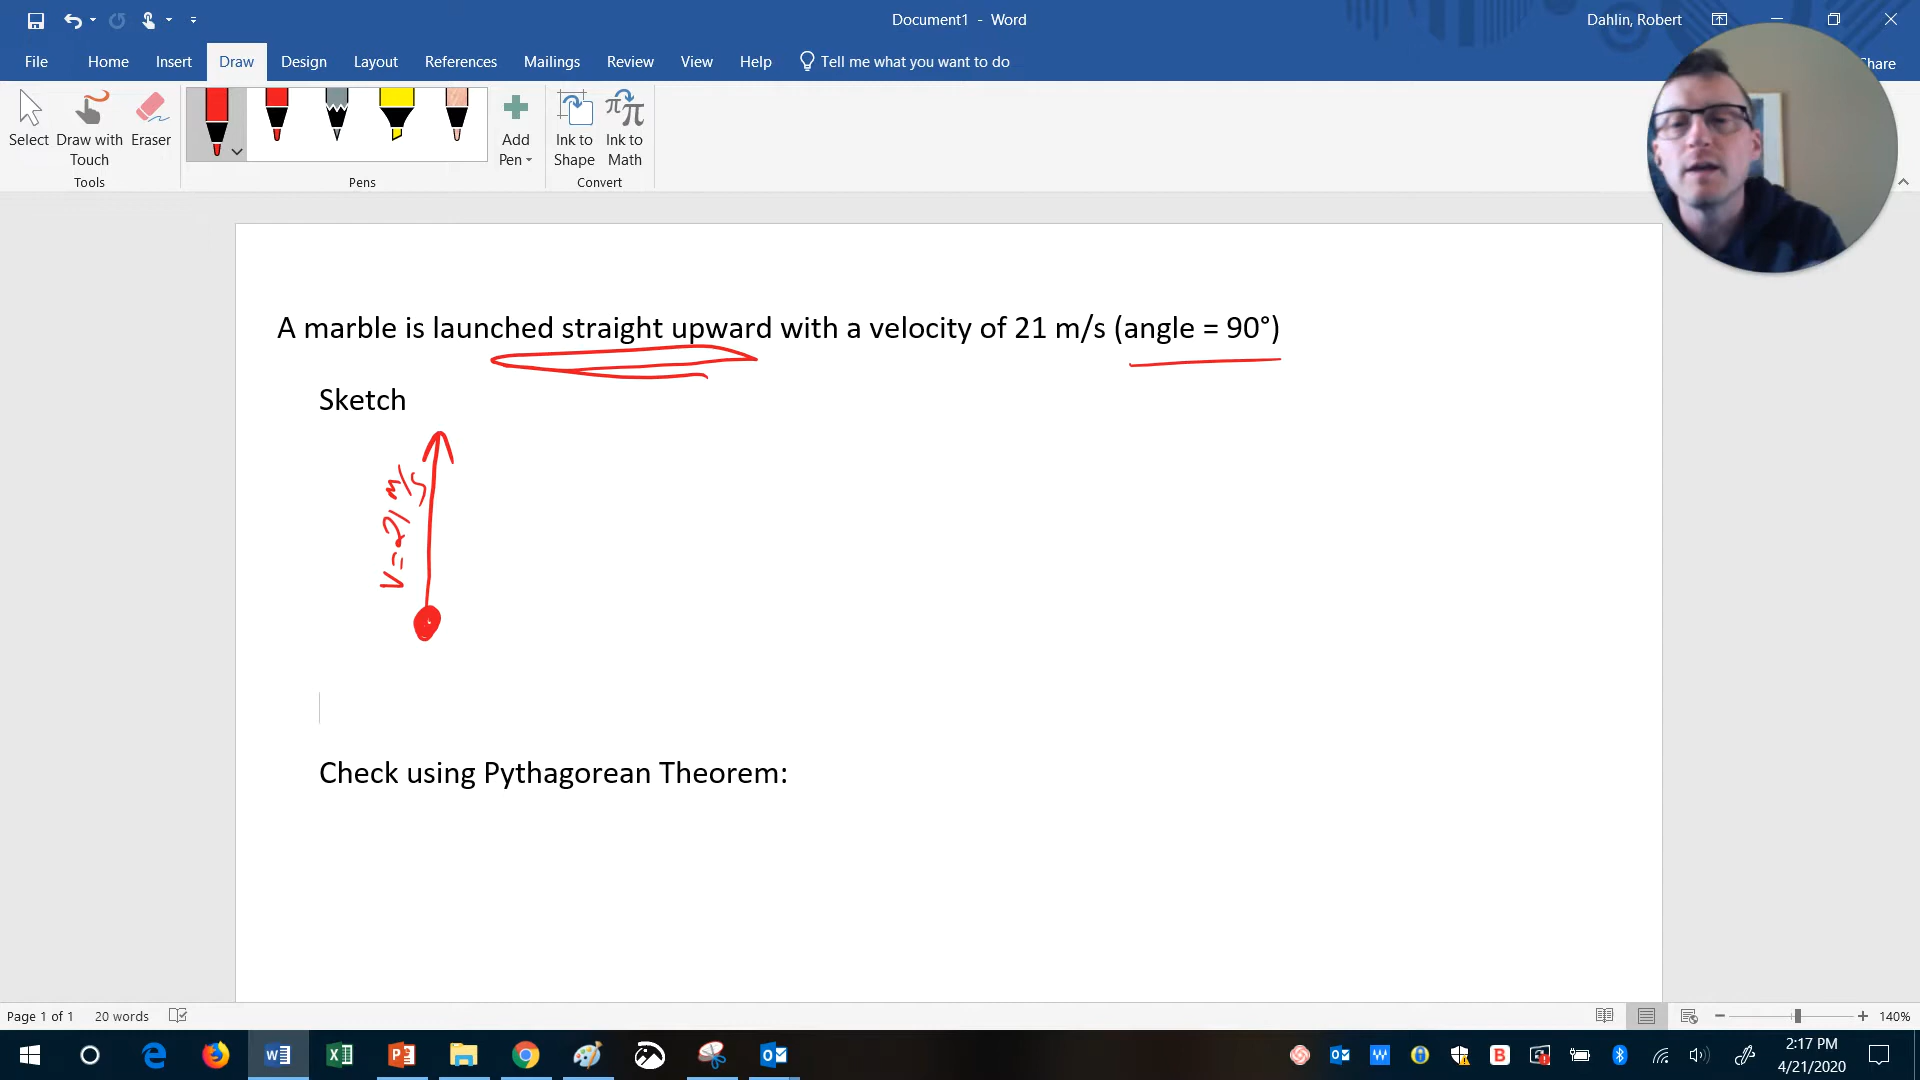 Document1 - Word
Dahlin, Robert
File Home Insert Draw Design Layout References Mailings Review View Help Tell me what you want to do
Share
Select Draw with Touch Eraser Add Pen Ink to Shape Ink to Math
Tools Pens Convert
A marble is launched straight upward with a velocity of 21 m/s (angle = 90°)
Sketch
V = 21 m/s
Check using Pythagorean Theorem:
Page 1 of 1 20 words 140%
2:17 PM
4/21/2020